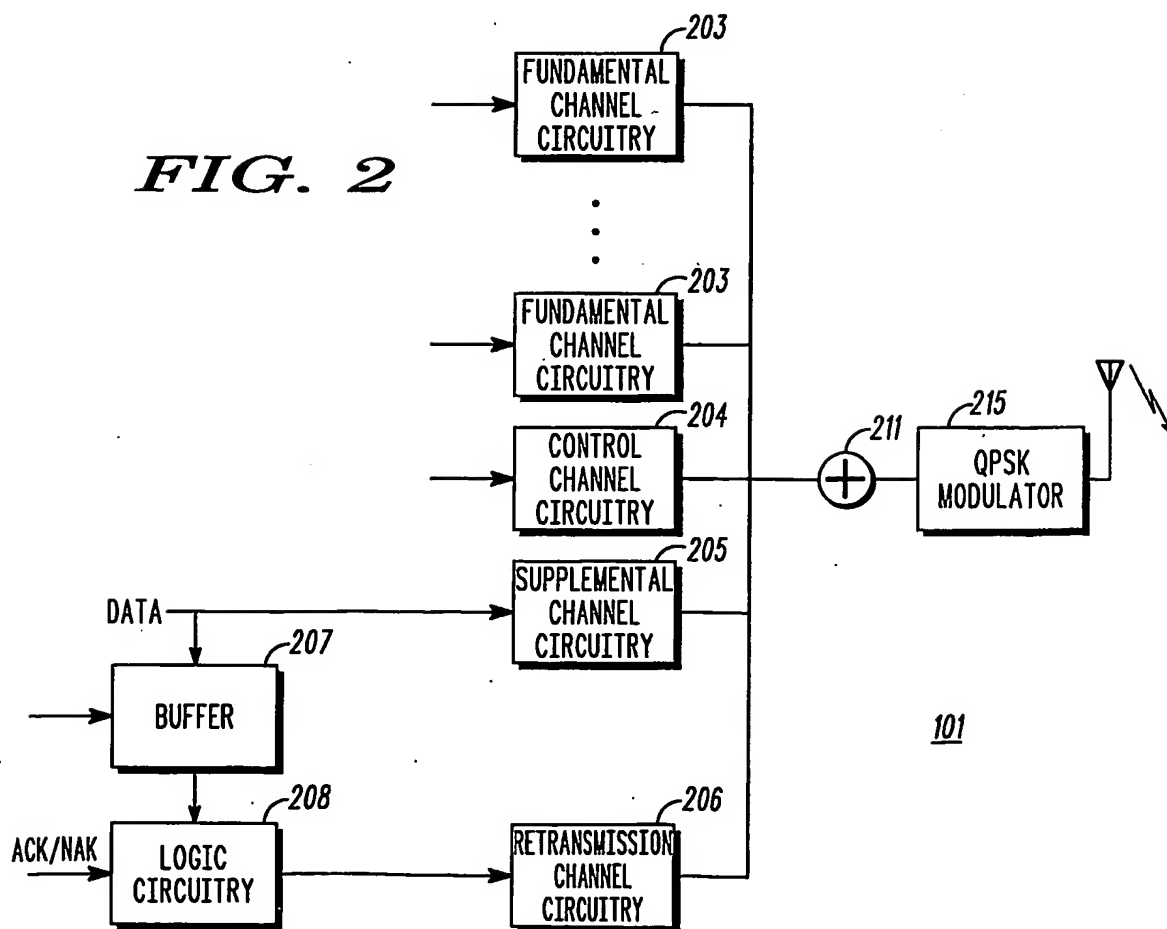 203
FUNDAMENTAL
CHANNEL
CIRCUITRY
FIG. 2
203
FUNDAMENTAL
CHANNEL
CIRCUITRY
204
CONTROL
CHANNEL
CIRCUITRY
211
215
QPSK
MODULATOR
205
SUPPLEMENTAL
CHANNEL
CIRCUITRY
DATA
207
BUFFER
101
208
ACK/NAK
LOGIC
CIRCUITRY
206
RETRANSMISSION
CHANNEL
CIRCUITRY